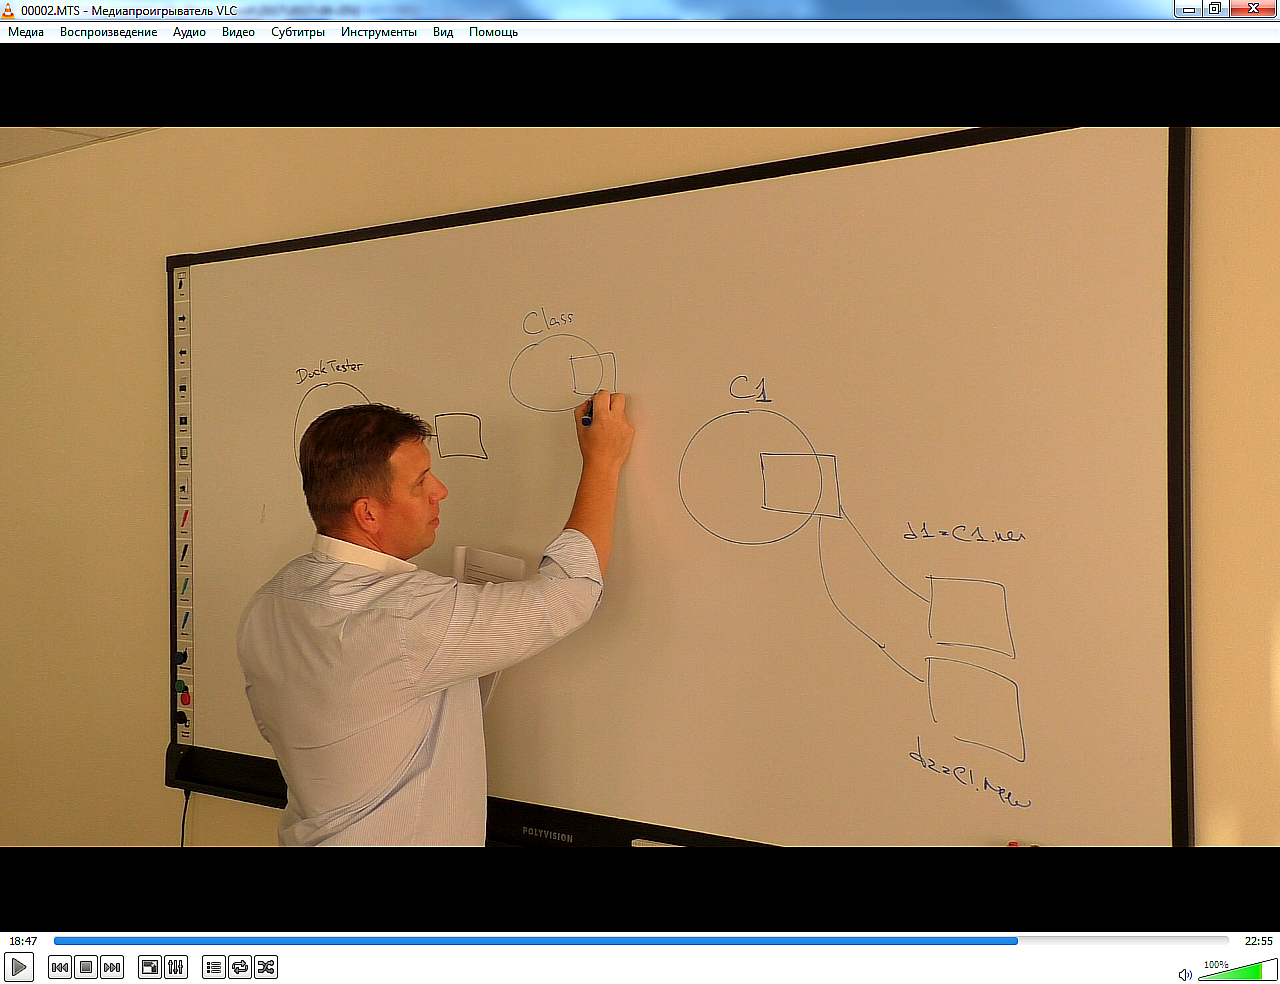 00002.MTS - Медиапроигрыватель VLC
Медиа Воспроизведение Аудио Видео Субтитры Инструменты Вид Помощь
Class
DuckTester
C1
d1=C1.new
d2=C1.new
POLYVISION
18:47
22:55
100%